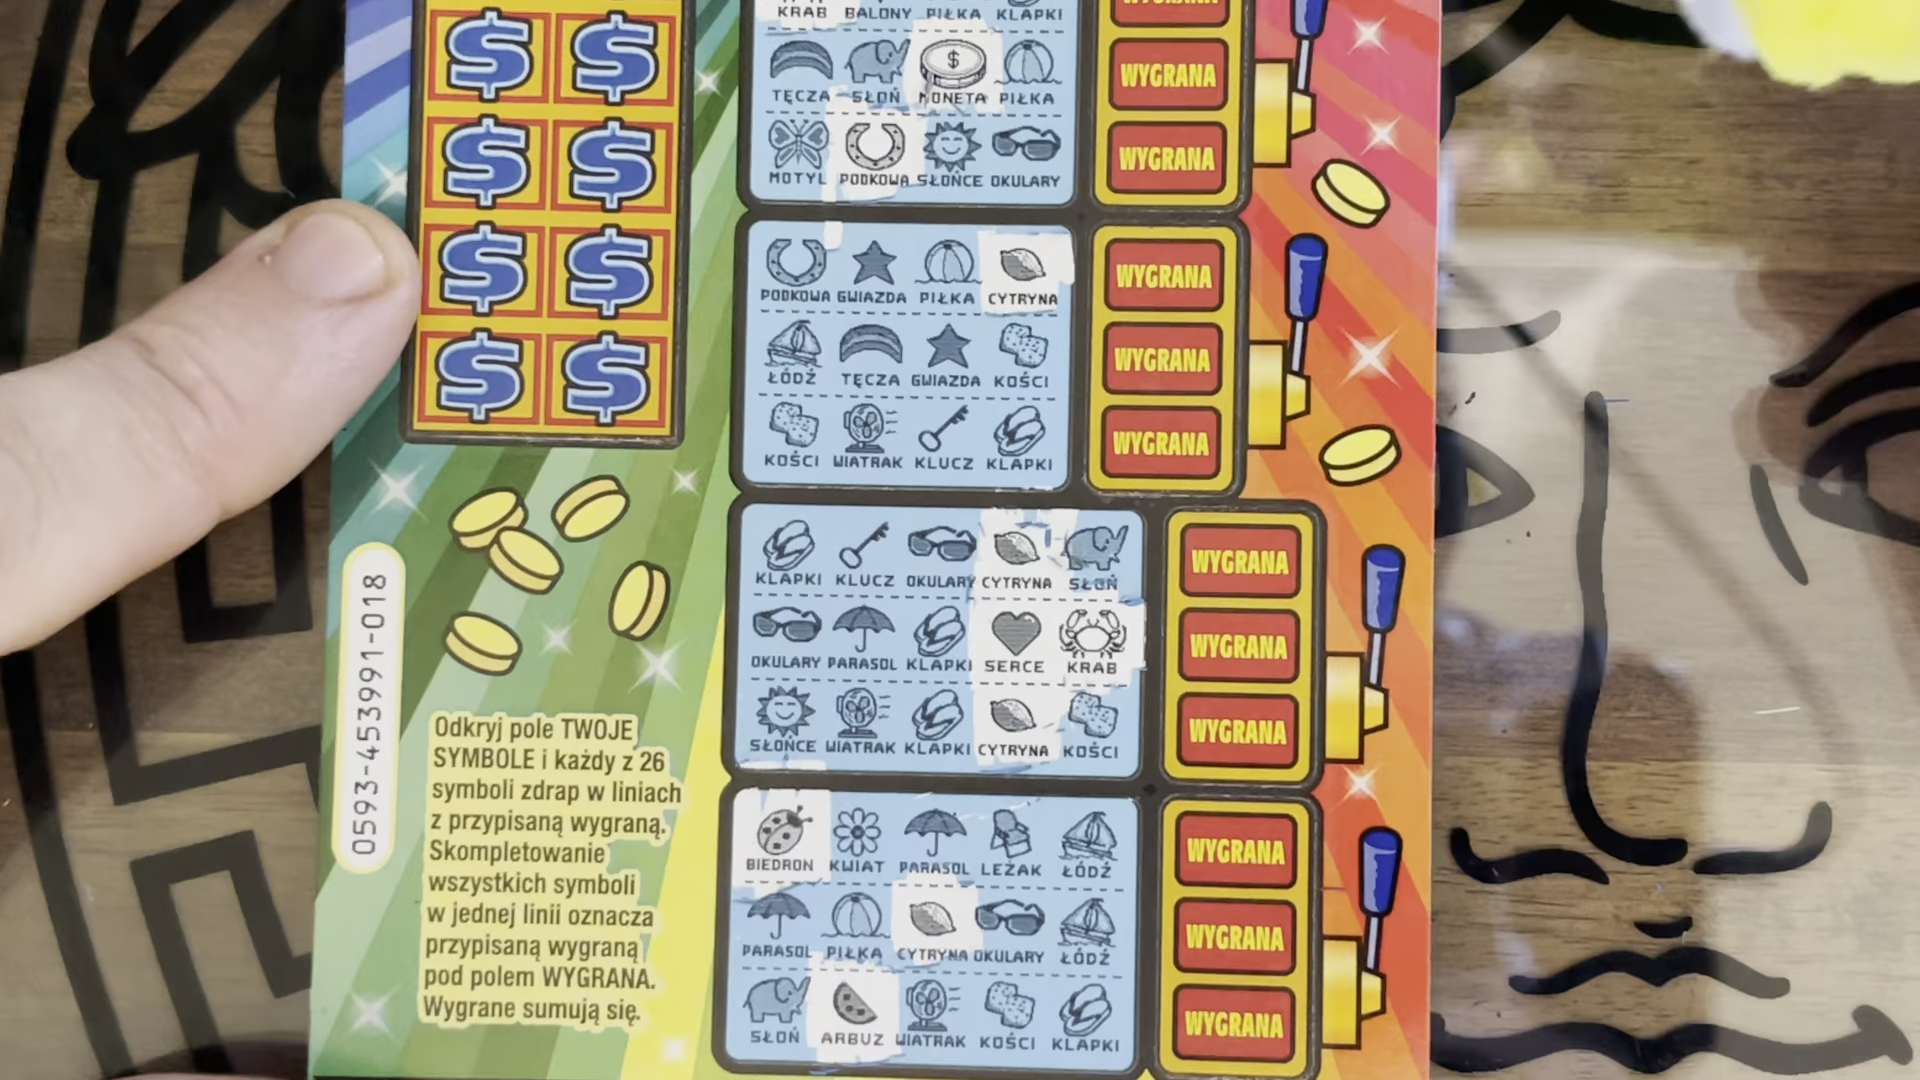 KRAB BALONY PIŁKA KLAPKI
WYGRANA
TĘCZA SŁOŃ MONETA PIŁKA
WYGRANA
MOTYL PODKOWA SŁOŃCE OKULARY
WYGRANA
PODKOWA GWIAZDA PIŁKA CYTRYNA
WYGRANA
ŁÓDŹ TĘCZA GWIAZDA KOŚCI
WYGRANA
KOŚCI WIATRAK KLUCZ KLAPKI
WYGRANA
KLAPKI KLUCZ OKULARY CYTRYNA SŁOŃ
WYGRANA
OKULARY PARASOL KLAPKI SERCE KRAB
WYGRANA
SŁOŃCE WIATRAK KLAPKI CYTRYNA KOŚCI
WYGRANA
BIEDRON KWIAT PARASOL LEŻAK ŁÓDŹ
WYGRANA
PARASOL PIŁKA CYTRYNA OKULARY ŁÓDŹ
WYGRANA
SŁOŃ ARBUZ WIATRAK KOŚCI KLAPKI
WYGRANA
0593-453991-018
Odkryj pole TWOJE
SYMBOLE i każdy z 26
symboli zdrap w liniach
z przypisaną wygraną.
Skompletowanie
wszystkich symboli
w jednej linii oznacza
przypisaną wygraną
pod polem WYGRANA.
Wygrane sumują się.